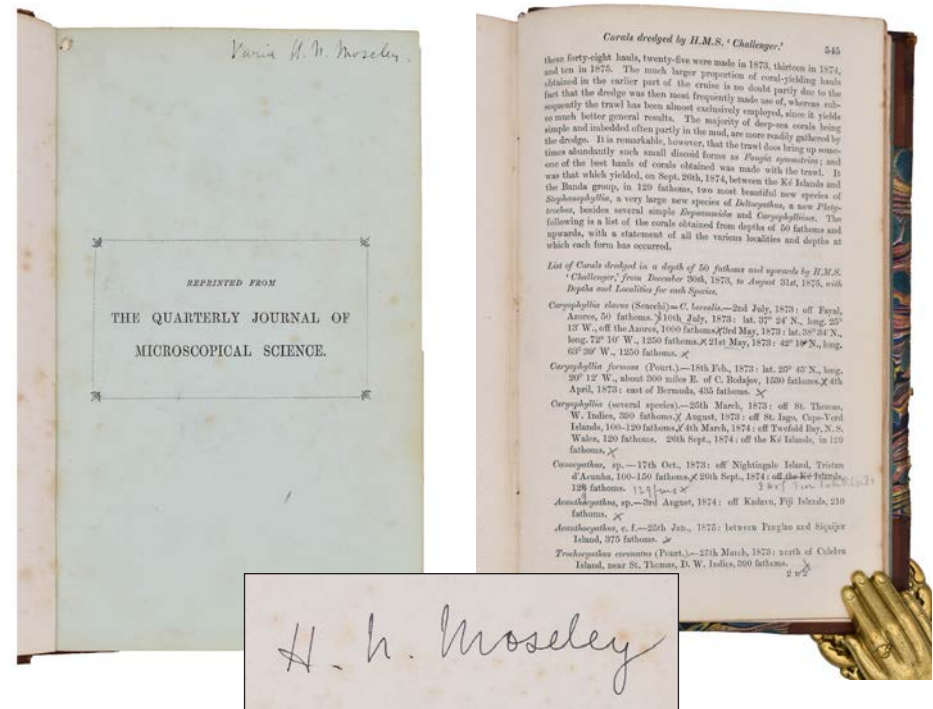 Varia H. N. Moseley.
REPRINTED FROM
THE QUARTERLY JOURNAL OF
MICROSCOPICAL SCIENCE.
Corals dredged by H.M.S. 'Challenger.' 545
these forty-eight hauls, twenty-five were made in 1873, thirteen in 1874,
and ten in 1875. The much larger proportion of coral-yielding hauls
obtained in the earlier part of the cruise is no doubt partly due to the
fact that the dredge was then most frequently made use of, whereas sub-
sequently the trawl has been almost exclusively employed, since it yields
so much better general results. The majority of deep-sea corals being
simple and imbedded often partly in the mud, are more readily gathered by
the dredge. It is remarkable, however, that the trawl does bring up some-
times abundantly such small discoid forms as Fungia symmetrica; and
one of the best hauls of corals obtained was made with the trawl. It
was that which yielded, on Sept. 26th, 1874, between the Ké Islands and
the Banda group, in 129 fathoms, two most beautiful new species of
Stephanophyllia, a very large new species of Deltocyathus, a new Platy-
trochus, besides several simple Eupsammidæ and Caryophylliinæ. The
following is a list of the corals obtained from depths of 50 fathoms and
upwards, with a statement of all the various localities and depths at
which each form has occurred.
List of Corals dredged in a depth of 50 fathoms and upwards by H.M.S.
'Challenger,' from December 30th, 1873, to August 31st, 1875, with
Depths and Localities for each Species.
Caryophyllia clavus (Scacchi)=C. borealis.—2nd July, 1873: off Fayal,
Azores, 50 fathoms. 10th July, 1873: lat. 37° 24' N., long. 25°
13' W., off the Azores, 1000 fathoms. 3rd May, 1873: lat. 38° 34' N.,
long. 72° 10' W., 1250 fathoms. 21st May, 1873: 42° N., long.
63° 39' W., 1250 fathoms.
Caryophyllia formosa (Pourt.).—18th Feb., 1873: lat. 25° 45' N., long.
20° 12' W., about 300 miles E. of C. Bodajov, 1530 fathoms. 4th
April, 1873: east of Bermuda, 435 fathoms.
Caryophyllia (several species).—25th March, 1873: off St. Thomas,
W. Indies, 390 fathoms. August, 1873: off St. Iago, Cape-Verd
Islands, 100-120 fathoms. 4th March, 1874: off Twofold Bay, N. S.
Wales, 120 fathoms. 26th Sept., 1874: off the Ké Islands, in 129
fathoms.
Cœnocyathus, sp.—17th Oct., 1873: off Nightingale Island, Tristan
d'Acunha, 100-150 fathoms. 26th Sept., 1874: off the Ké Islands,
fathoms. 129 fms
Acanthocyathus, sp.—3rd August, 1874: off Kadavu, Fiji Islands, 210
fathoms.
Acanthocyathus, c. f.—25th Jan., 1875: between Panglao and Siquijor
Island, 375 fathoms.
Trochocyathus coronatus (Pourt.).—25th March, 1873: north of Culebra
Island, near St. Thomas, D. W. Indies, 390 fathoms.
H. N. Moseley